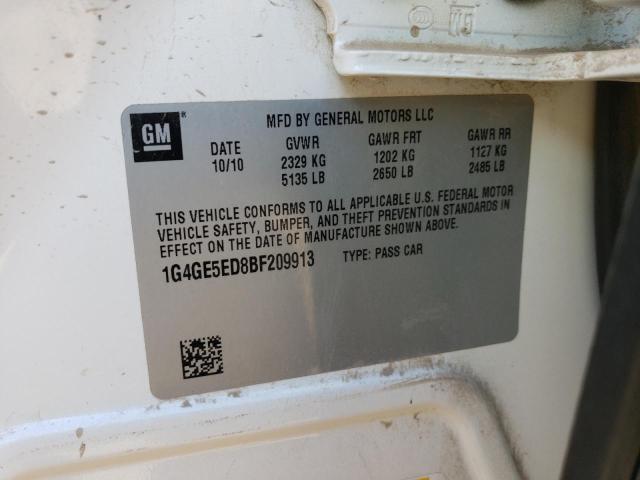 GM®
MFD BY GENERAL MOTORS LLC
DATE GVWR GAWR FRT GAWR RR
10/10 2329 KG 1202 KG 1127 KG
5135 LB 2650 LB 2485 LB
THIS VEHICLE CONFORMS TO ALL APPLICABLE U.S. FEDERAL MOTOR
VEHICLE SAFETY, BUMPER, AND THEFT PREVENTION STANDARDS IN
EFFECT ON THE DATE OF MANUFACTURE SHOWN ABOVE.
1G4GE5ED8BF209913 TYPE: PASS CAR